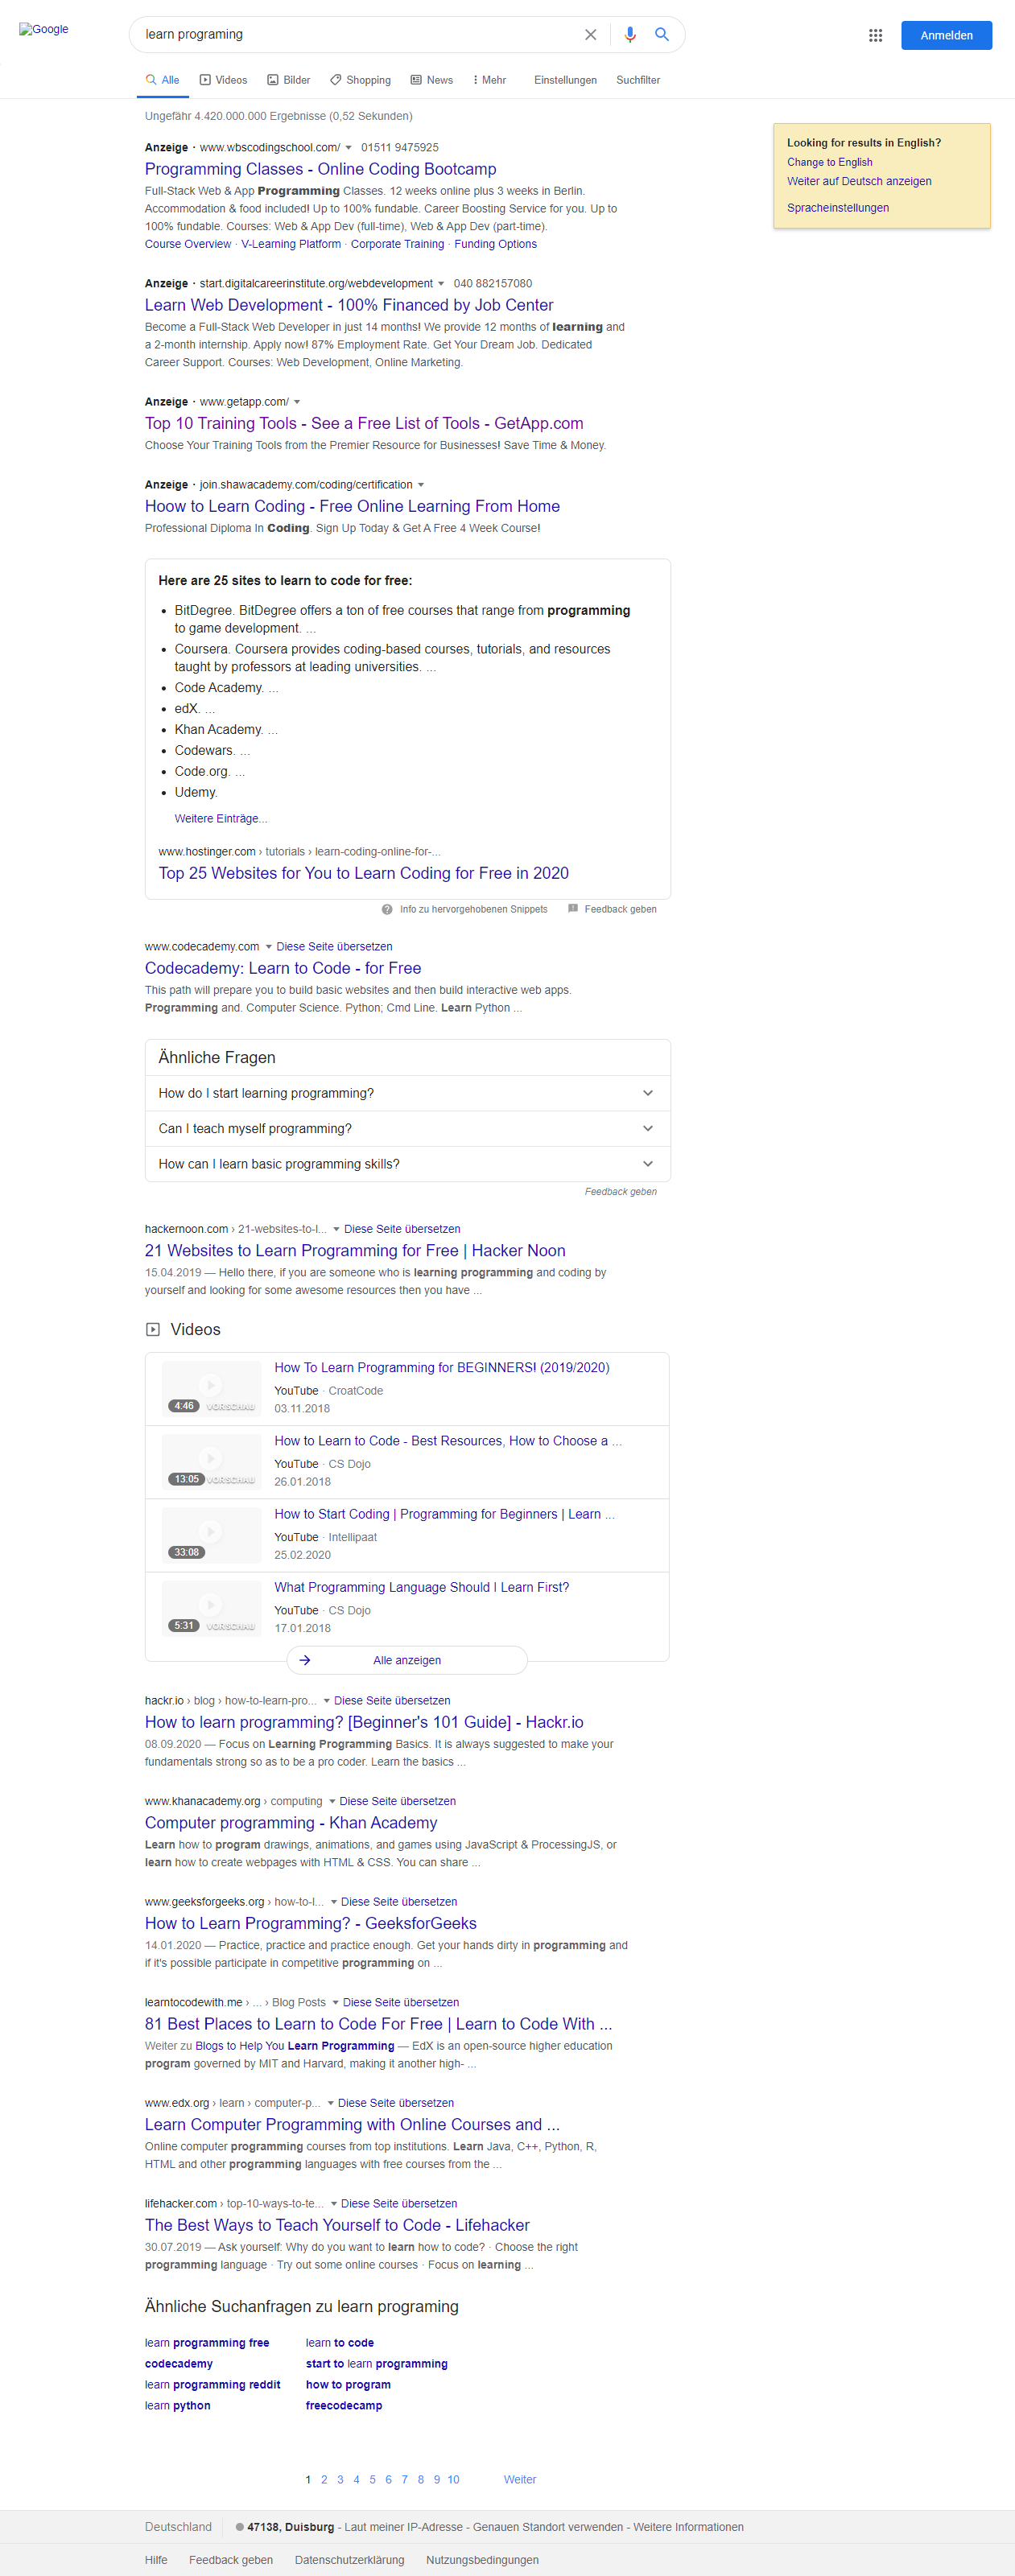 Google
learn programing
Anmelden
Alle Videos Bilder Shopping News Mehr Einstellungen Suchfilter
Ungefähr 4.420.000.000 Ergebnisse (0,52 Sekunden)
Looking for results in English?
Change to English
Weiter auf Deutsch anzeigen
Spracheinstellungen
Anzeige · www.wbscodingschool.com/ 01511 9475925
Programming Classes - Online Coding Bootcamp
Full-Stack Web & App Programming Classes. 12 weeks online plus 3 weeks in Berlin.
Accommodation & food included! Up to 100% fundable. Career Boosting Service for you. Up to
100% fundable. Courses: Web & App Dev (full-time), Web & App Dev (part-time).
Course Overview · V-Learning Platform · Corporate Training · Funding Options
Anzeige · start.digitalcareerinstitute.org/webdevelopment 040 882157080
Learn Web Development - 100% Financed by Job Center
Become a Full-Stack Web Developer in just 14 months! We provide 12 months of learning and
a 2-month internship. Apply now! 87% Employment Rate. Get Your Dream Job. Dedicated
Career Support. Courses: Web Development, Online Marketing.
Anzeige · www.getapp.com/
Top 10 Training Tools - See a Free List of Tools - GetApp.com
Choose Your Training Tools from the Premier Resource for Businesses! Save Time & Money.
Anzeige · join.shawacademy.com/coding/certification
Hoow to Learn Coding - Free Online Learning From Home
Professional Diploma In Coding. Sign Up Today & Get A Free 4 Week Course!
Here are 25 sites to learn to code for free:
• BitDegree. BitDegree offers a ton of free courses that range from programming
to game development. ...
• Coursera. Coursera provides coding-based courses, tutorials, and resources
taught by professors at leading universities. ...
• Code Academy. ...
• edX. ...
• Khan Academy. ...
• Codewars. ...
• Code.org. ...
• Udemy.
Weitere Einträge...
www.hostinger.com › tutorials › learn-coding-online-for-...
Top 25 Websites for You to Learn Coding for Free in 2020
Info zu hervorgehobenen Snippets Feedback geben
www.codecademy.com Diese Seite übersetzen
Codecademy: Learn to Code - for Free
This path will prepare you to build basic websites and then build interactive web apps.
Programming and. Computer Science. Python; Cmd Line. Learn Python ...
Ähnliche Fragen
How do I start learning programming?
Can I teach myself programming?
How can I learn basic programming skills?
Feedback geben
hackernoon.com › 21-websites-to-l... Diese Seite übersetzen
21 Websites to Learn Programming for Free | Hacker Noon
15.04.2019 — Hello there, if you are someone who is learning programming and coding by
yourself and looking for some awesome resources then you have ...
Videos
How To Learn Programming for BEGINNERS! (2019/2020)
YouTube · CroatCode
4:46 VORSCHAU
03.11.2018
How to Learn to Code - Best Resources, How to Choose a ...
YouTube · CS Dojo
13:05 VORSCHAU
26.01.2018
How to Start Coding | Programming for Beginners | Learn ...
YouTube · Intellipaat
33:08
25.02.2020
What Programming Language Should I Learn First?
YouTube · CS Dojo
5:31 VORSCHAU
17.01.2018
Alle anzeigen
hackr.io › blog › how-to-learn-pro... Diese Seite übersetzen
How to learn programming? [Beginner's 101 Guide] - Hackr.io
08.09.2020 — Focus on Learning Programming Basics. It is always suggested to make your
fundamentals strong so as to be a pro coder. Learn the basics ...
www.khanacademy.org › computing Diese Seite übersetzen
Computer programming - Khan Academy
Learn how to program drawings, animations, and games using JavaScript & ProcessingJS, or
learn how to create webpages with HTML & CSS. You can share ...
www.geeksforgeeks.org › how-to-l... Diese Seite übersetzen
How to Learn Programming? - GeeksforGeeks
14.01.2020 — Practice, practice and practice enough. Get your hands dirty in programming and
if it's possible participate in competitive programming on ...
learntocodewith.me › ... › Blog Posts Diese Seite übersetzen
81 Best Places to Learn to Code For Free | Learn to Code With ...
Weiter zu Blogs to Help You Learn Programming — EdX is an open-source higher education
program governed by MIT and Harvard, making it another high- ...
www.edx.org › learn › computer-p... Diese Seite übersetzen
Learn Computer Programming with Online Courses and ...
Online computer programming courses from top institutions. Learn Java, C++, Python, R,
HTML and other programming languages with free courses from the ...
lifehacker.com › top-10-ways-to-te... Diese Seite übersetzen
The Best Ways to Teach Yourself to Code - Lifehacker
30.07.2019 — Ask yourself: Why do you want to learn how to code? · Choose the right
programming language · Try out some online courses · Focus on learning ...
Ähnliche Suchanfragen zu learn programing
learn programming free learn to code
codecademy start to learn programming
learn programming reddit how to program
learn python freecodecamp
1 2 3 4 5 6 7 8 9 10 Weiter
Deutschland 47138, Duisburg - Laut meiner IP-Adresse - Genauen Standort verwenden - Weitere Informationen
Hilfe Feedback geben Datenschutzerklärung Nutzungsbedingungen